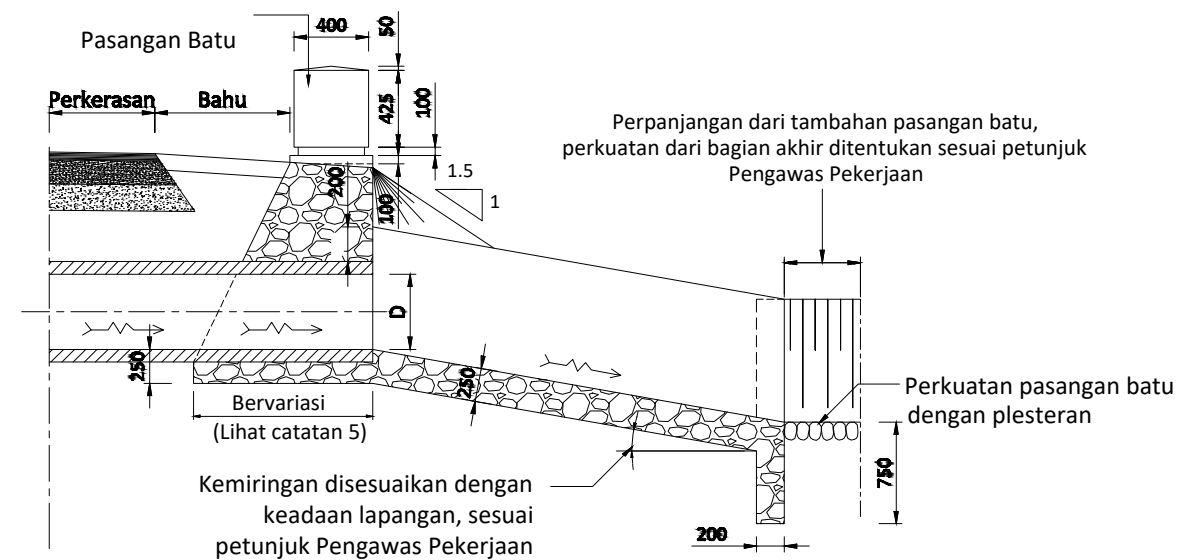 Pasangan Batu
400
50
425
100
Perkerasan
Bahu
Perpanjangan dari tambahan pasangan batu,
perkuatan dari bagian akhir ditentukan sesuai petunjuk
Pengawas Pekerjaan
200
100
1.5
1
D
250
250
Bervariasi
(Lihat catatan 5)
Perkuatan pasangan batu
dengan plesteran
750
Kemiringan disesuaikan dengan
keadaan lapangan, sesuai
petunjuk Pengawas Pekerjaan
200